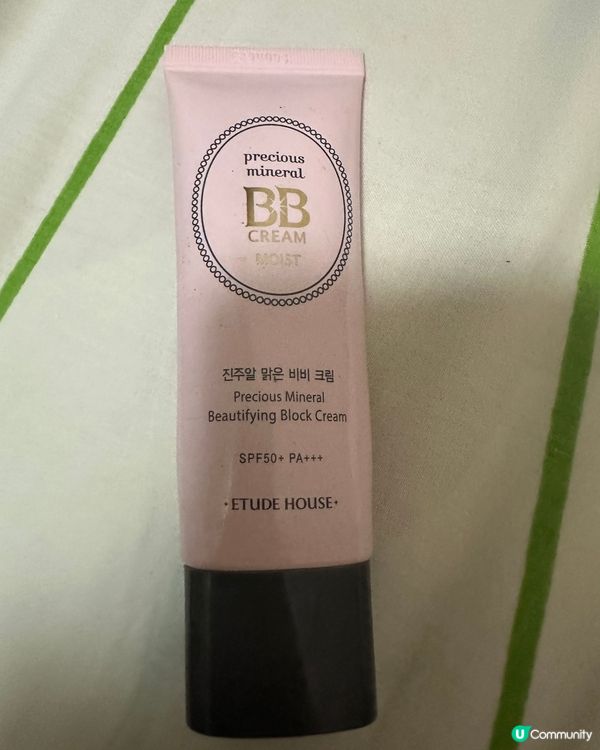 precious
mineral
BB
CREAM
MOIST
진주알 맑은 비비 크림
Precious Mineral
Beautifying Block Cream
SPF50+ PA+++
·ETUDE HOUSE·
U Community